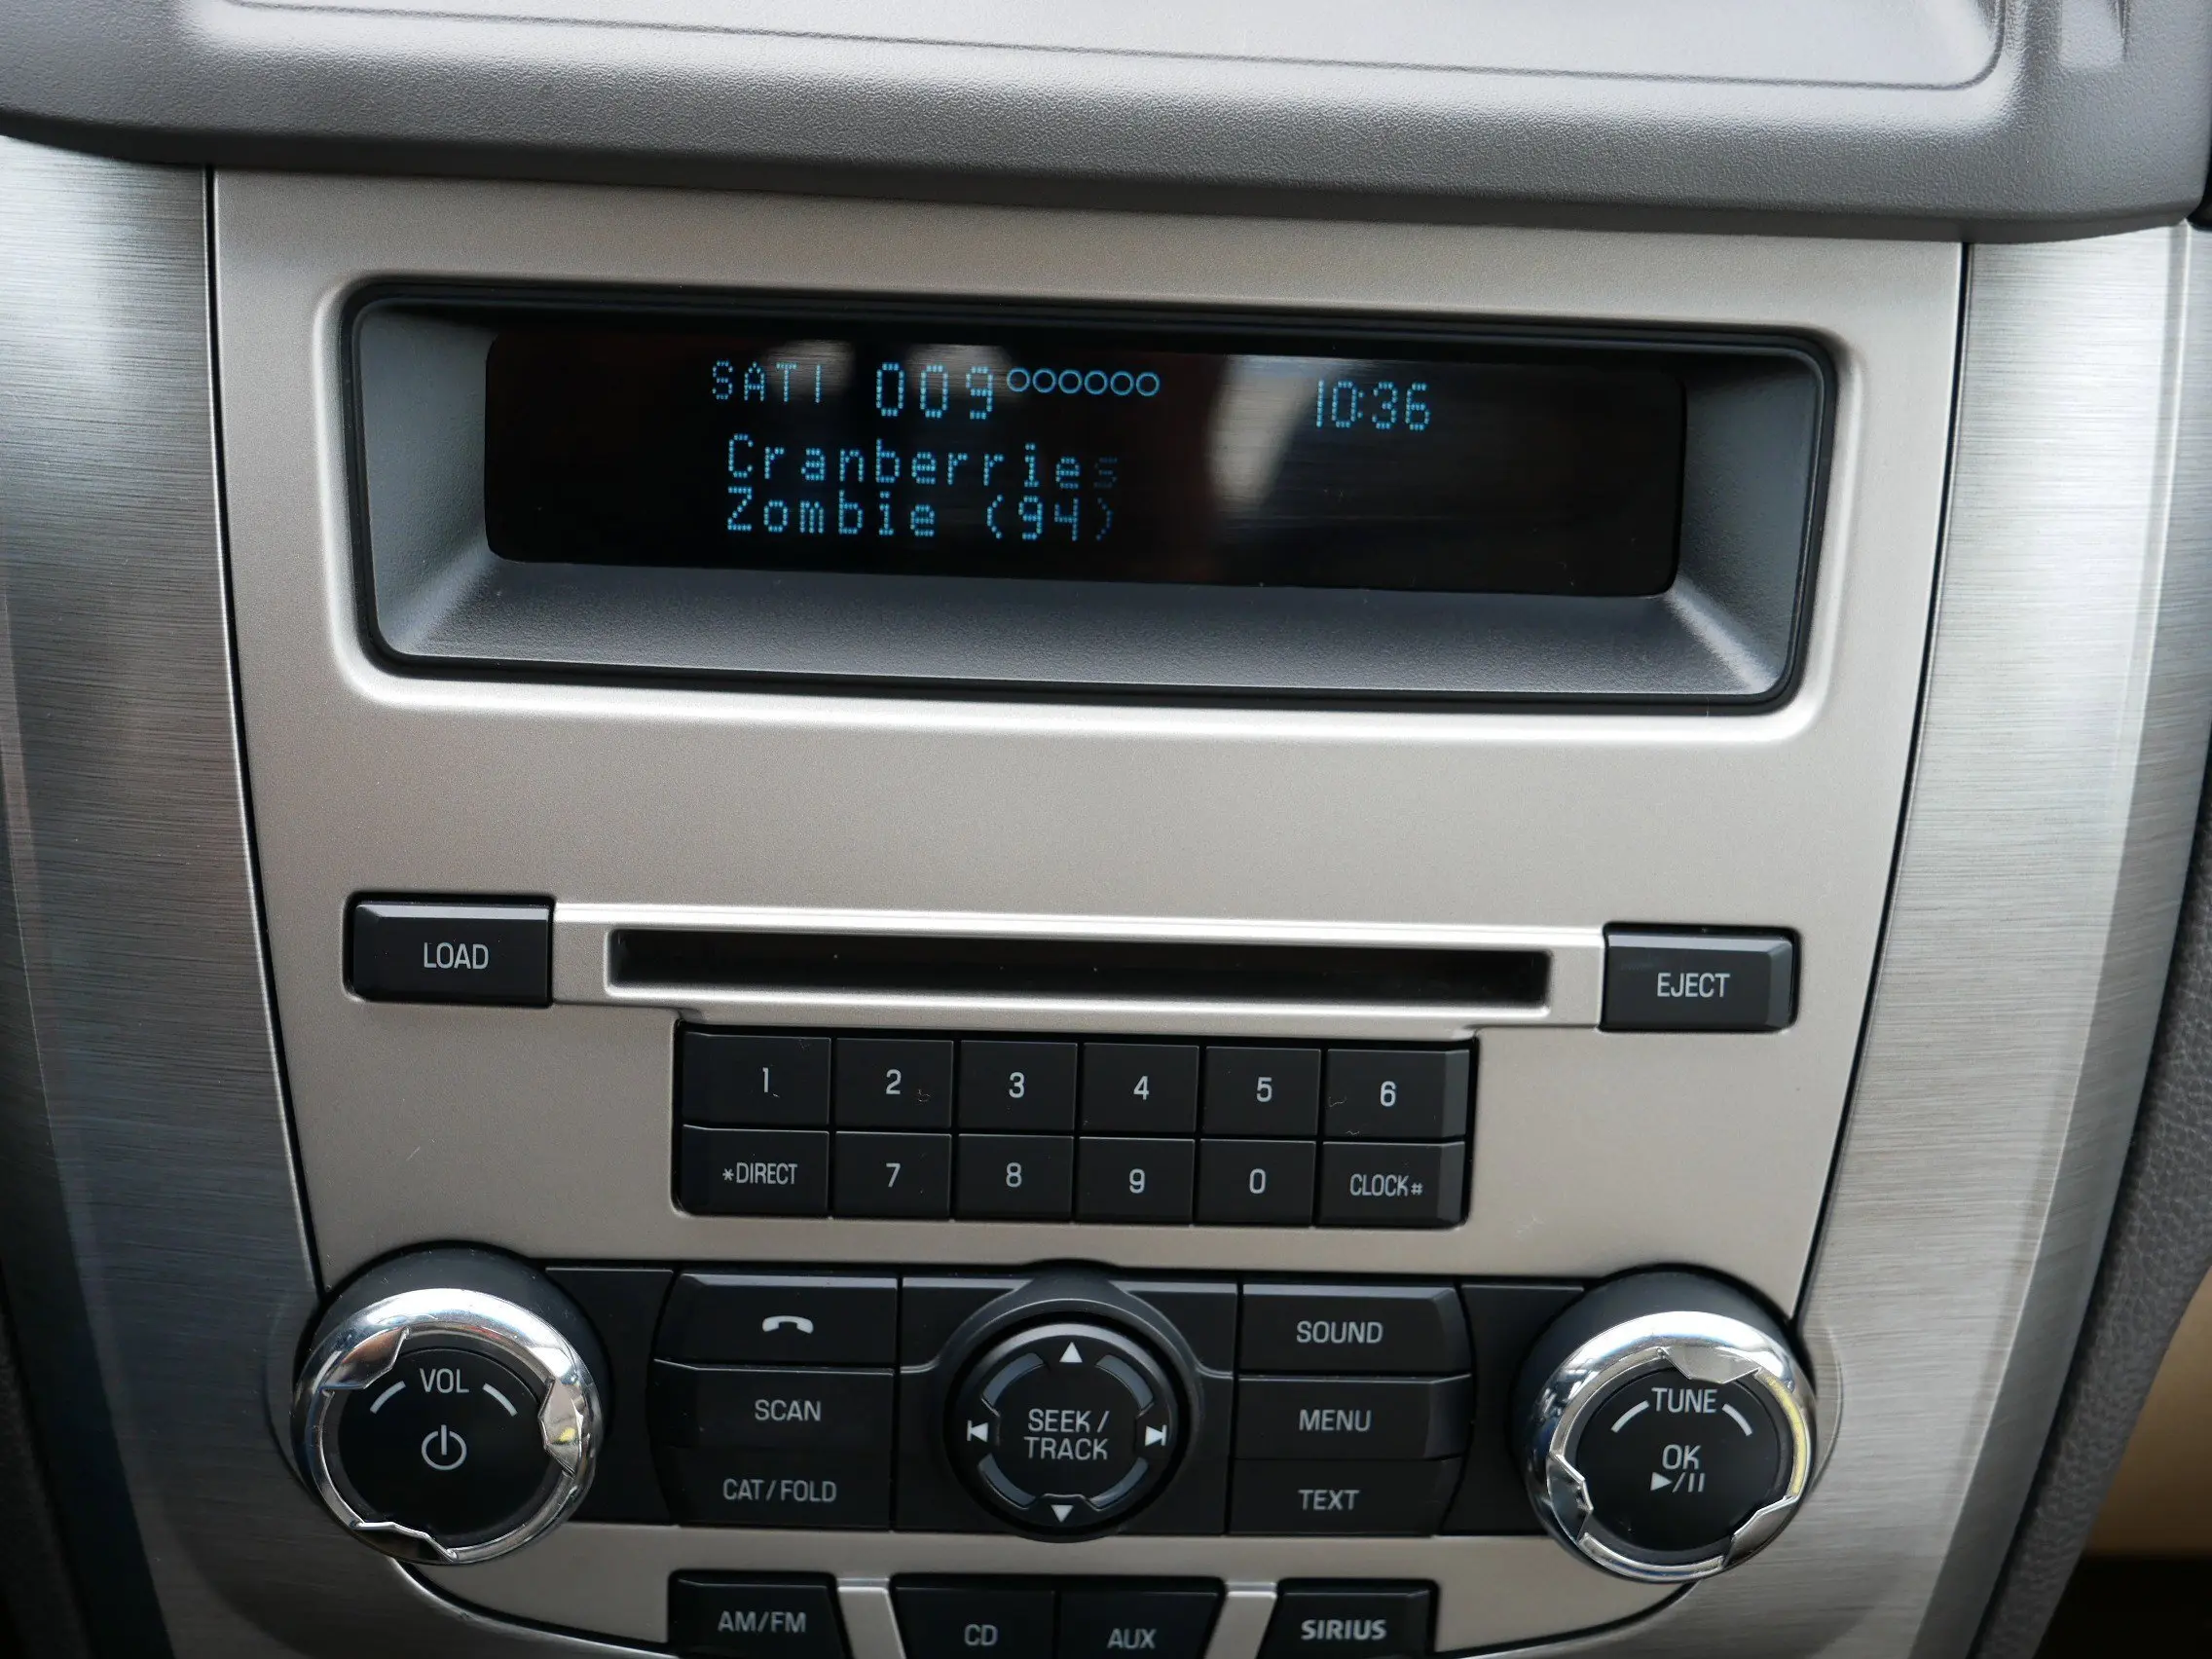 SAT1 009 10:36
Cranberries
Zombie (94)
LOAD
EJECT
1 2 3 4 5 6
*DIRECT 7 8 9 0 CLOCK#
VOL
SCAN
CAT/FOLD
SEEK/
TRACK
SOUND
MENU
TEXT
TUNE
OK
AM/FM CD AUX SIRIUS